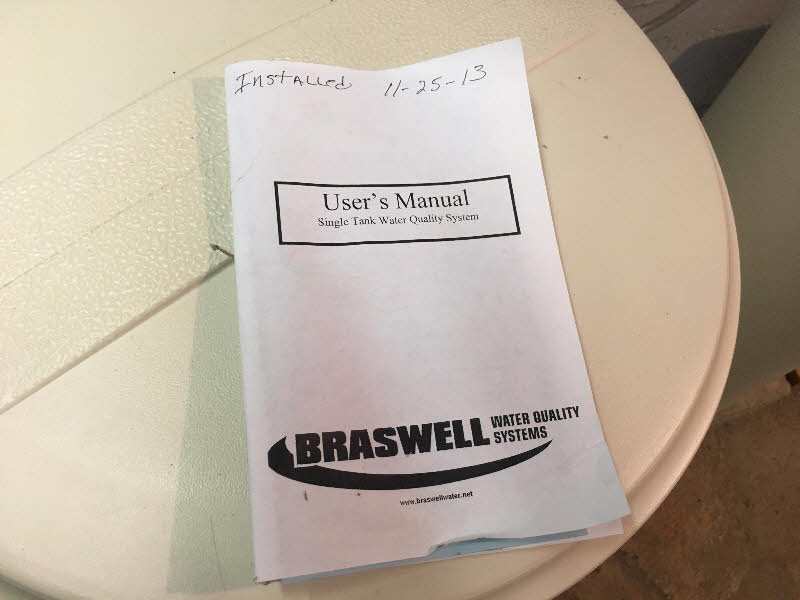 Installed 11-25-13
User's Manual
Single Tank Water Quality System
BRASWELL WATER QUALITY
SYSTEMS
www.braswellwater.net